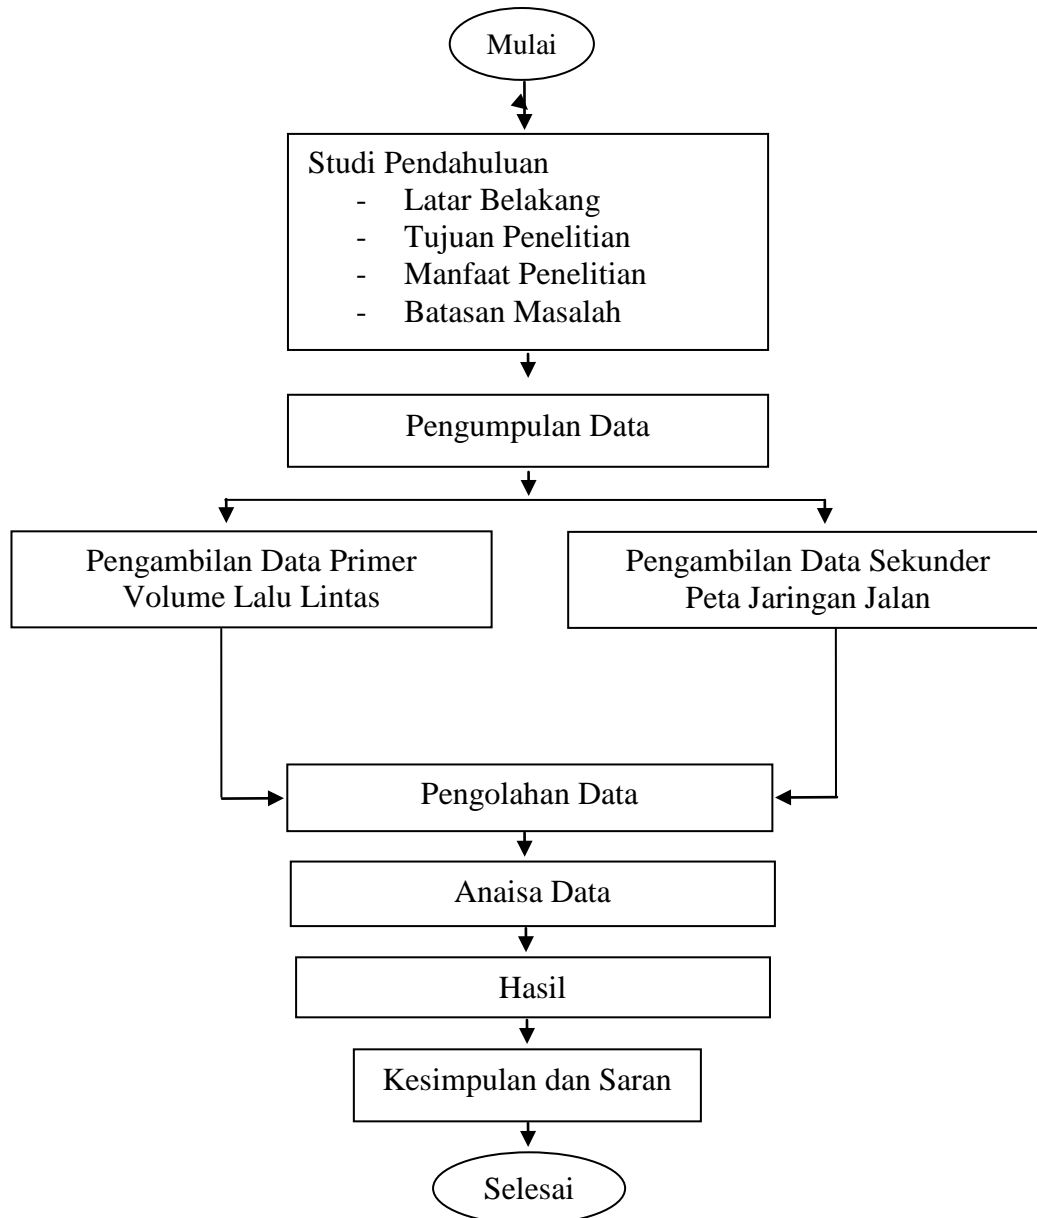 Mulai
Studi Pendahuluan
- Latar Belakang
- Tujuan Penelitian
- Manfaat Penelitian
- Batasan Masalah
Pengumpulan Data
Pengambilan Data Primer
Volume Lalu Lintas
Pengambilan Data Sekunder
Peta Jaringan Jalan
Pengolahan Data
Anaisa Data
Hasil
Kesimpulan dan Saran
Selesai